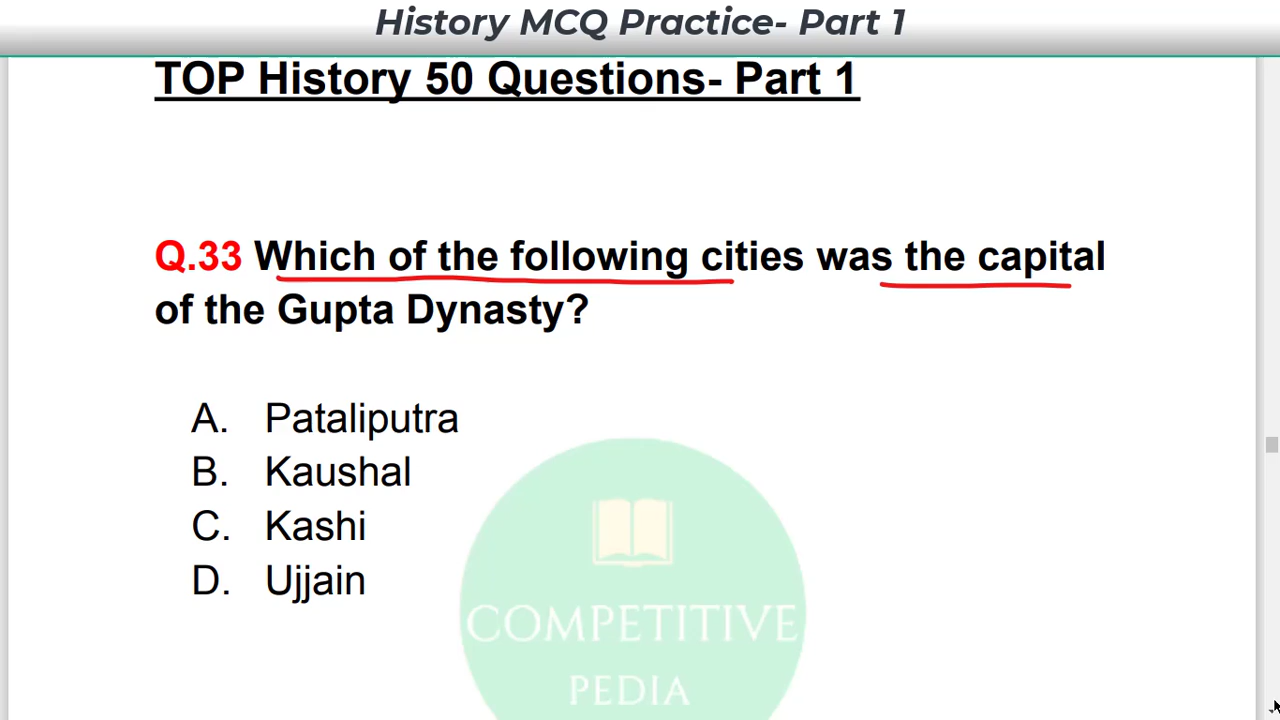 History MCQ Practice- Part 1
TOP History 50 Questions- Part 1
Q.33 Which of the following cities was the capital
of the Gupta Dynasty?
A. Pataliputra
B. Kaushal
C. Kashi
D. Ujjain
COMPETITIVE
PEDIA